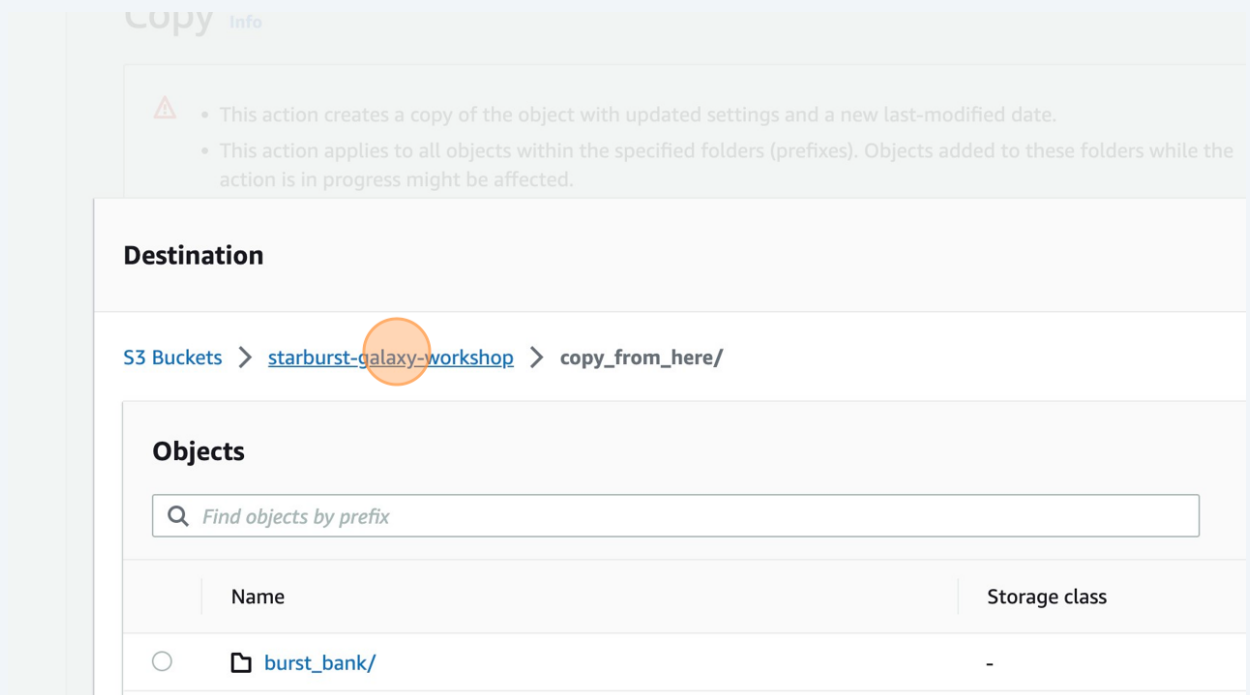 Copy Info
• This action creates a copy of the object with updated settings and a new last-modified date.
• This action applies to all objects within the specified folders (prefixes). Objects added to these folders while the
action is in progress might be affected.
Destination
S3 Buckets > starburst-galaxy-workshop > copy_from_here/
Objects
Find objects by prefix
Name Storage class
burst_bank/ -